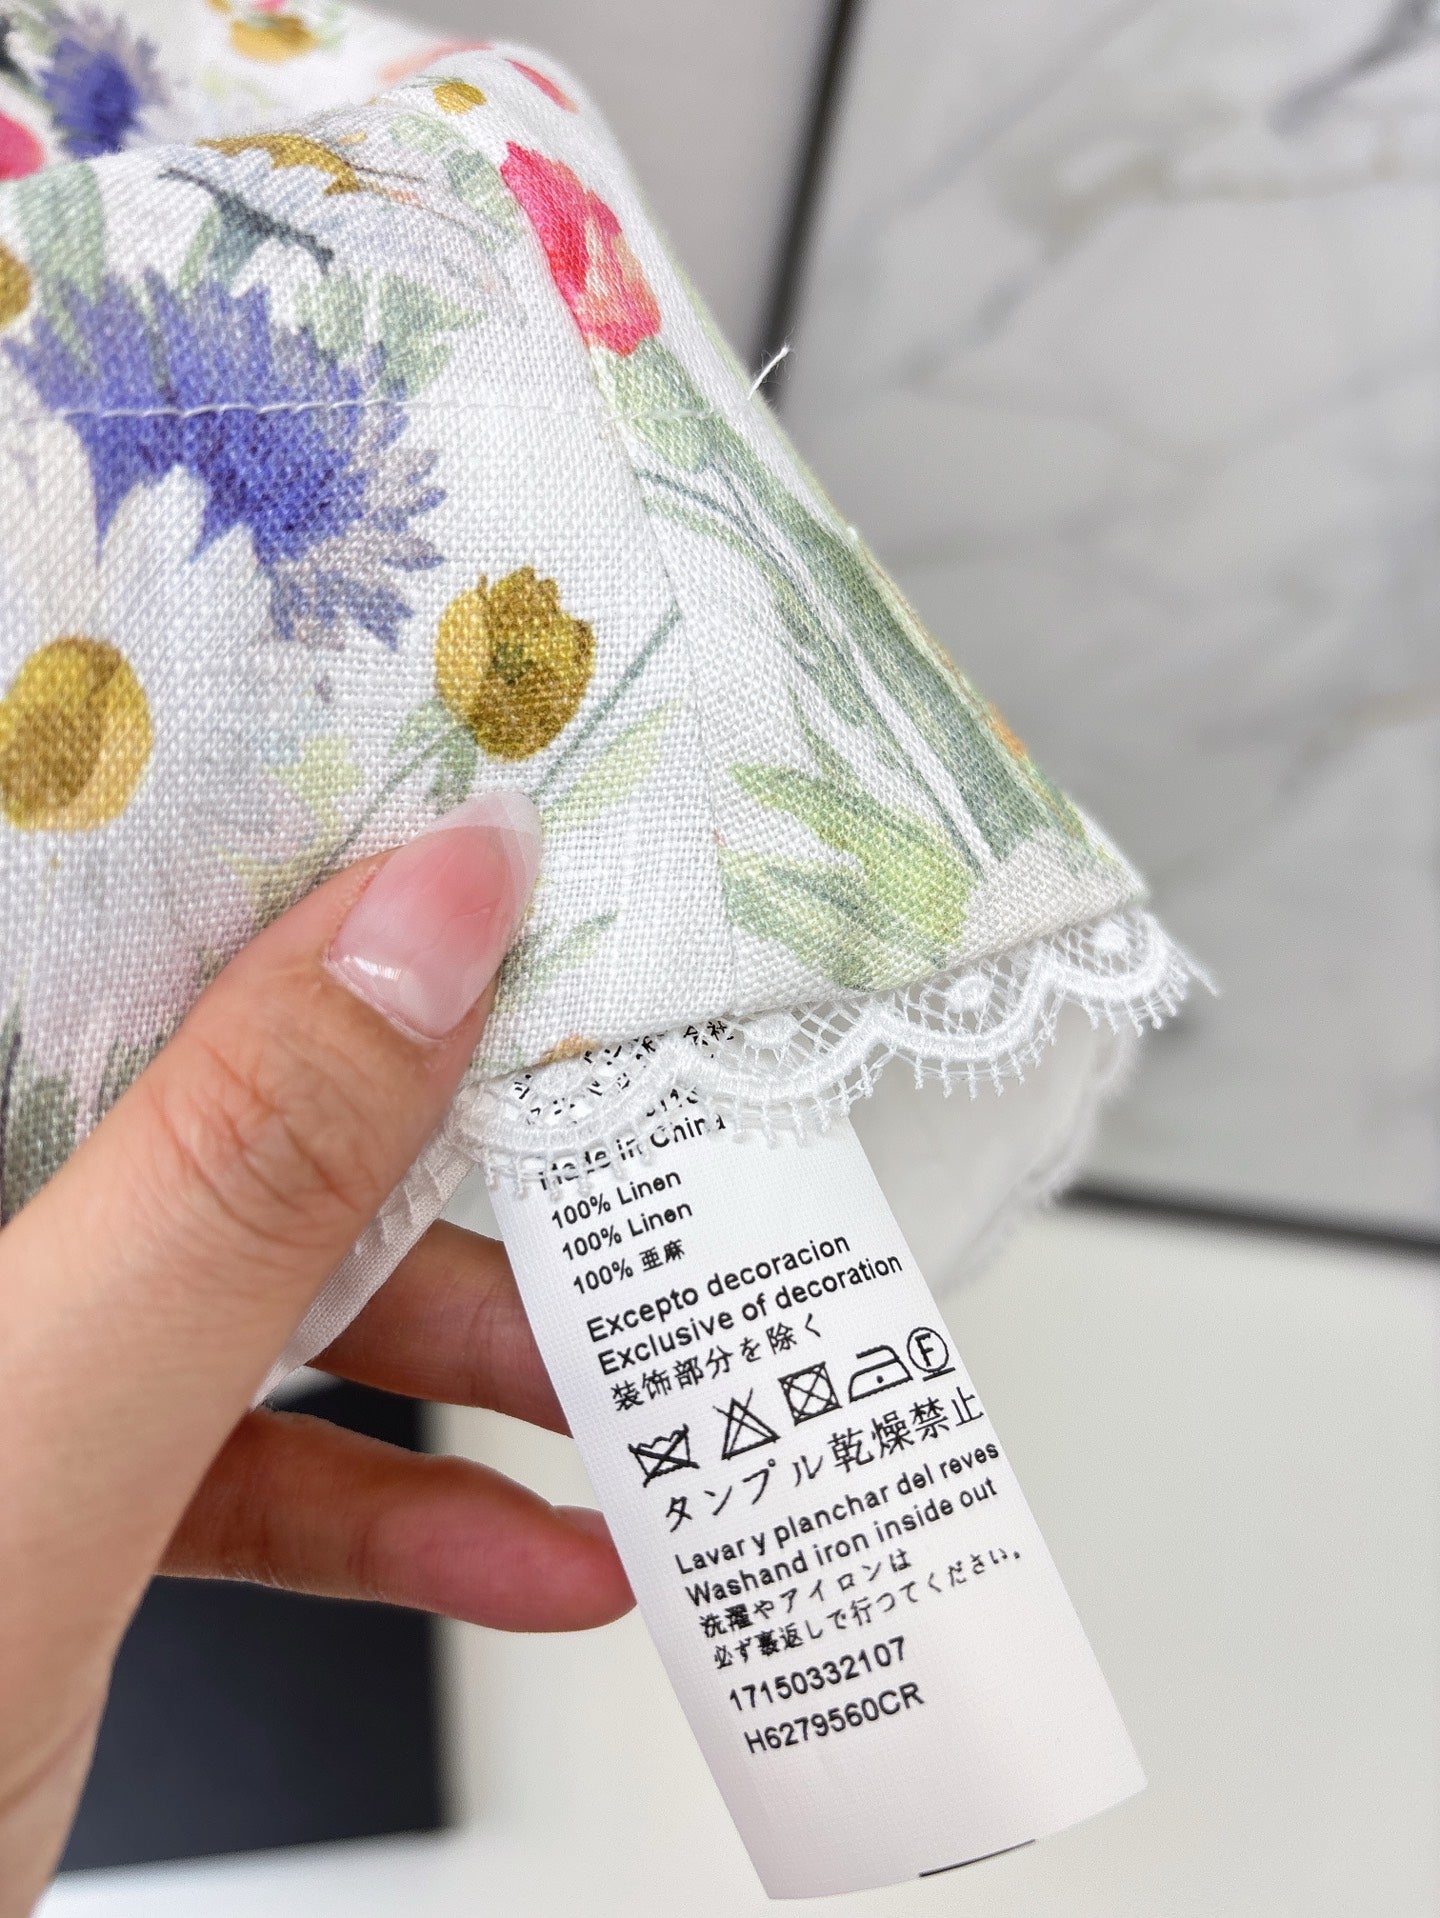 Made in China
100% Linen
100% Linen
100% 亜麻
Excepto decoracion
Exclusive of decoration
装饰部分を除く
F
タンプル乾燥禁止
Lavar y planchar del reves
Washand iron inside out
洗濯やアイロンは
必ず裏返しで行つてください。
17150332107
H6279560CR